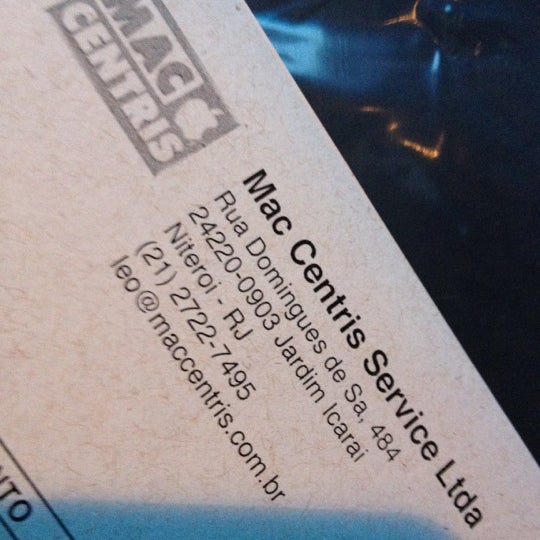 MAC
CENTRIS
Mac Centris Service Ltda
Rua Domingues de Sa, 484
24220-0903 Jardim Icarai
Niteroi - RJ
(21) 2722-7495
leo@maccentris.com.br
NTO